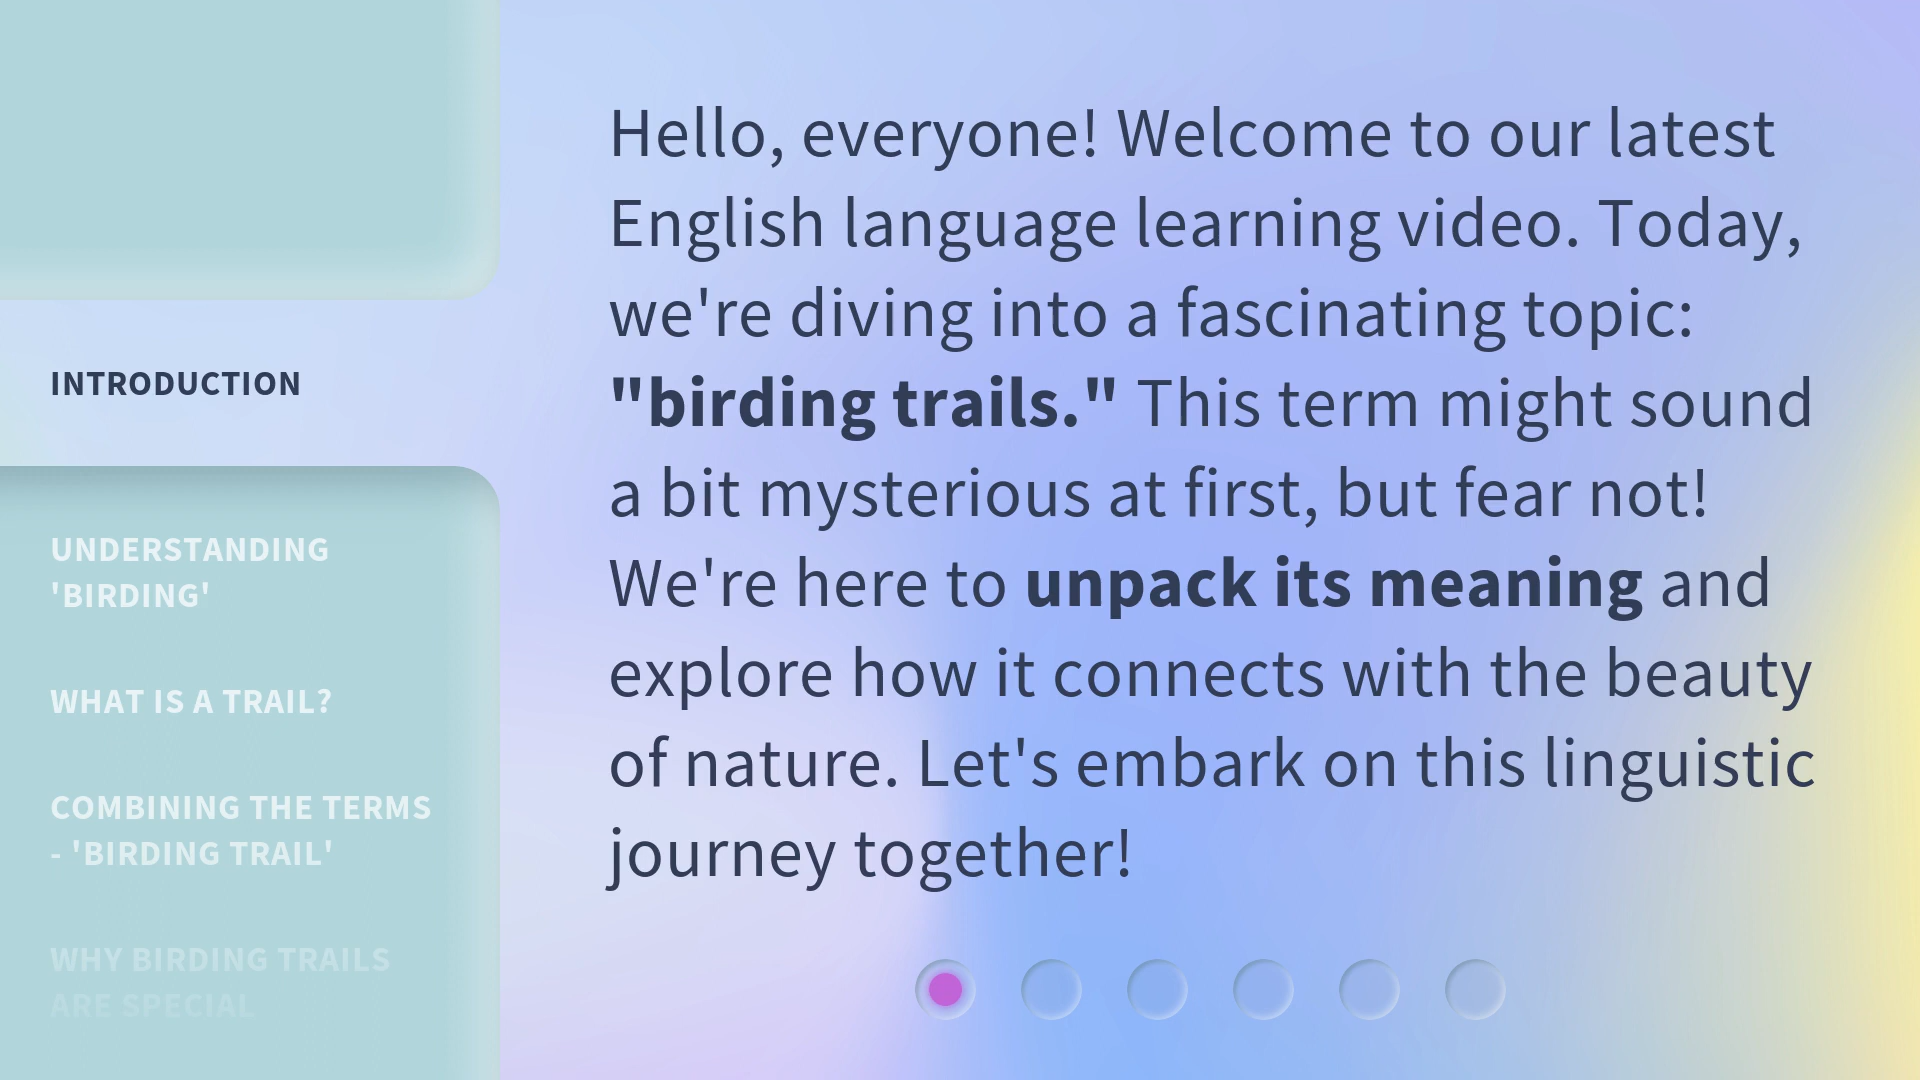 INTRODUCTION
UNDERSTANDING
'BIRDING'
WHAT IS A TRAIL?
COMBINING THE TERMS
- 'BIRDING TRAIL'
WHY BIRDING TRAILS
ARE SPECIAL
Hello, everyone! Welcome to our latest
English language learning video. Today,
we're diving into a fascinating topic:
"birding trails." This term might sound
a bit mysterious at first, but fear not!
We're here to unpack its meaning and
explore how it connects with the beauty
of nature. Let's embark on this linguistic
journey together!